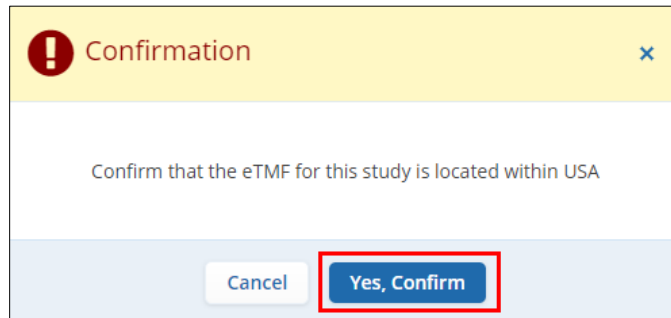 Confirmation
Confirm that the eTMF for this study is located within USA
Cancel
Yes, Confirm